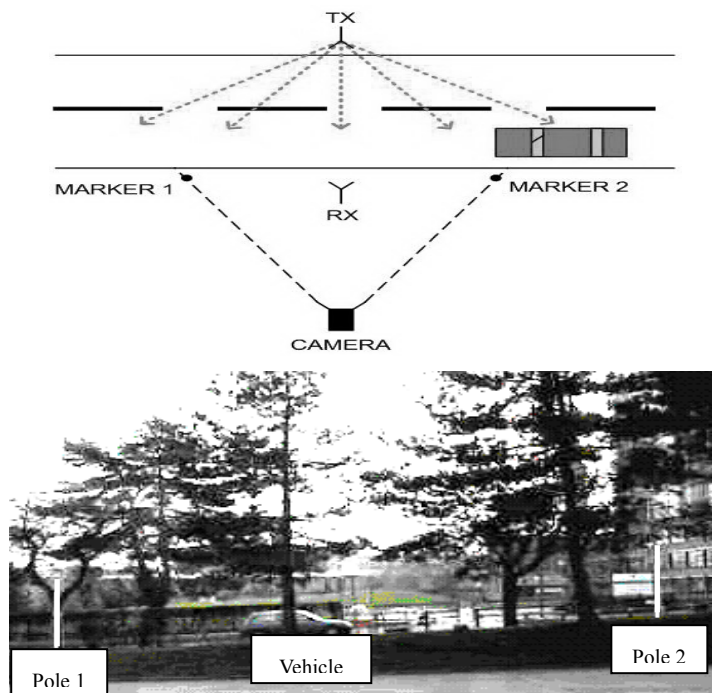 TX
MARKER 1
MARKER 2
RX
CAMERA
Pole 1
Vehicle
Pole 2